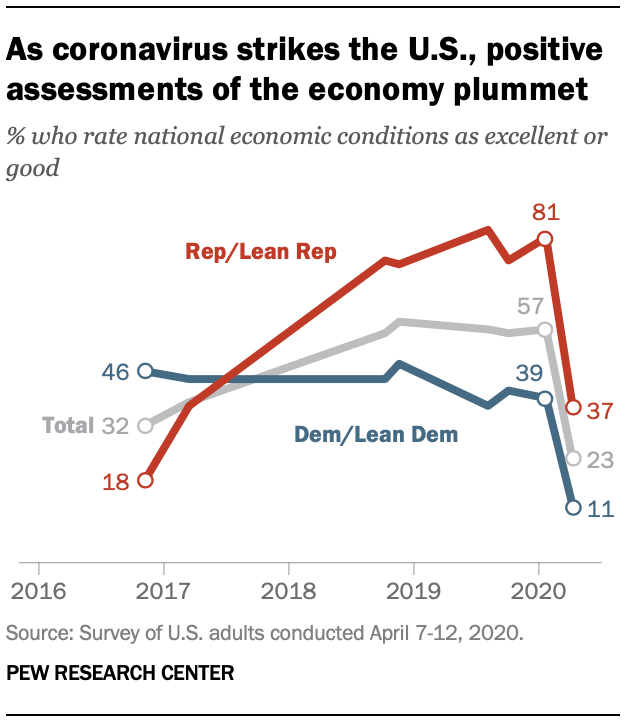 As coronavirus strikes the U.S., positive
assessments of the economy plummet
% who rate national economic conditions as excellent or
good
81
Rep/Lean Rep
57
46
39
Total 32
37
Dem/Lean Dem
23
18
11
2016 2017 2018 2019 2020
Source: Survey of U.S. adults conducted April 7-12, 2020.
PEW RESEARCH CENTER